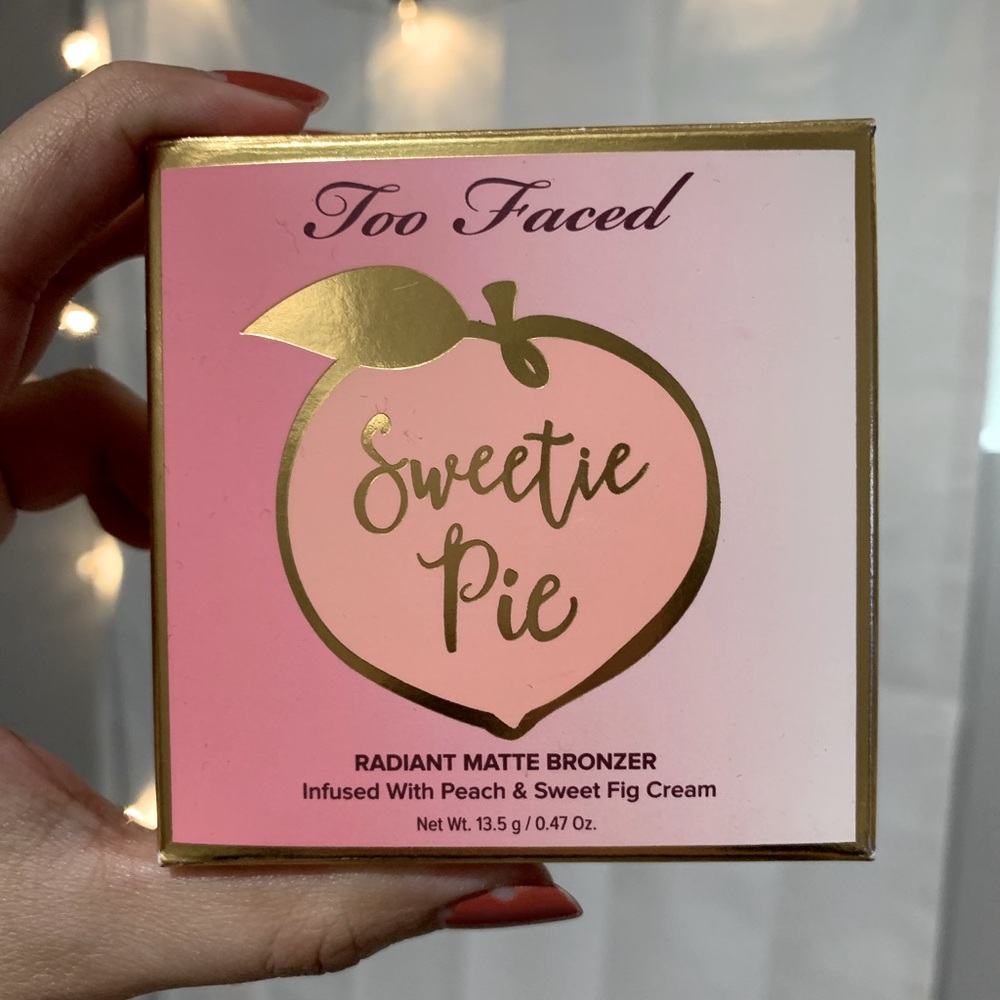 Too Faced
Sweetie
Pie
RADIANT MATTE BRONZER
Infused With Peach & Sweet Fig Cream
Net Wt. 13.5 g / 0.47 Oz.